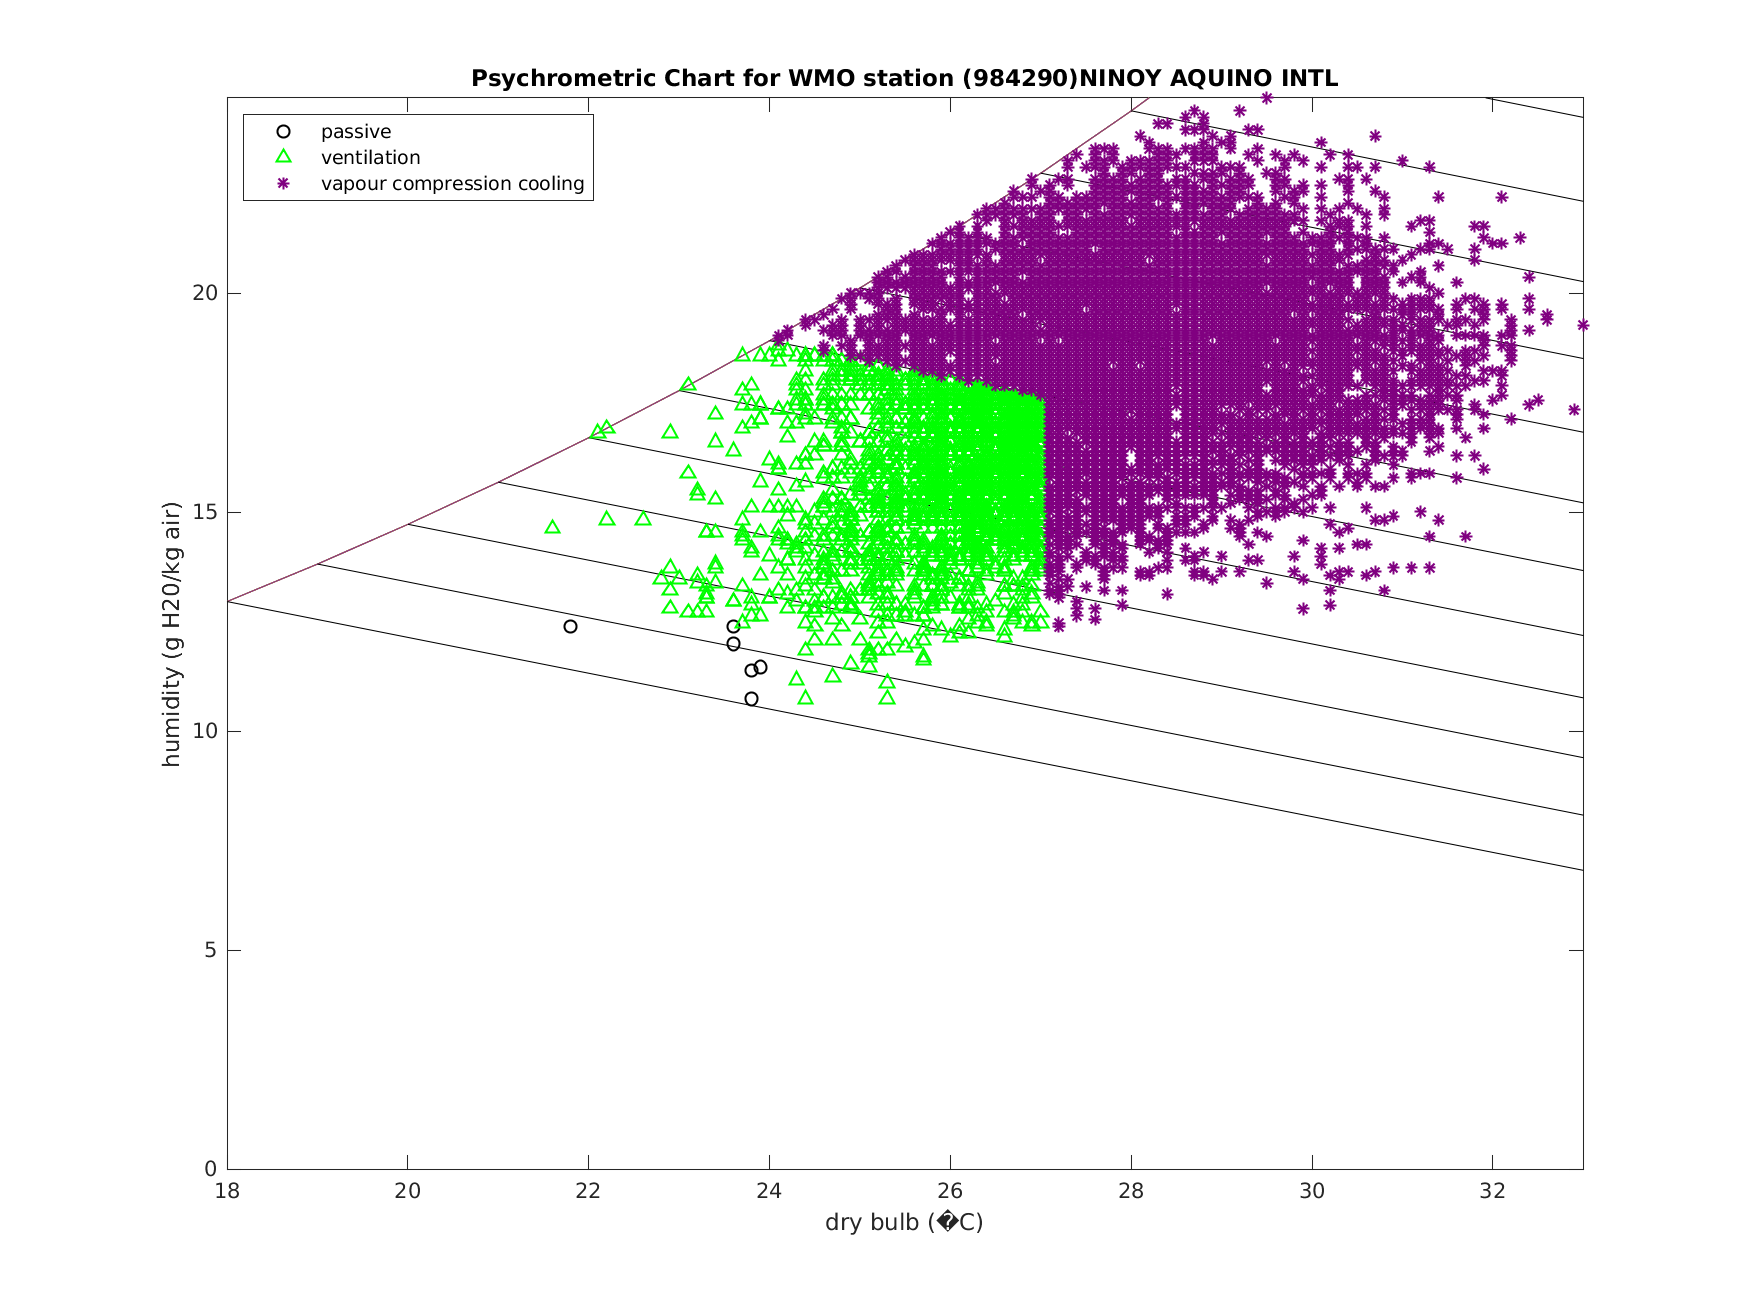 Psychrometric Chart for WMO station (984290)NINOY AQUINO INTL
passive
ventilation
vapour compression cooling
humidity (g H20/kg air)
20
15
10
5
0
18 20 22 24 26 28 30 32
dry bulb (�C)